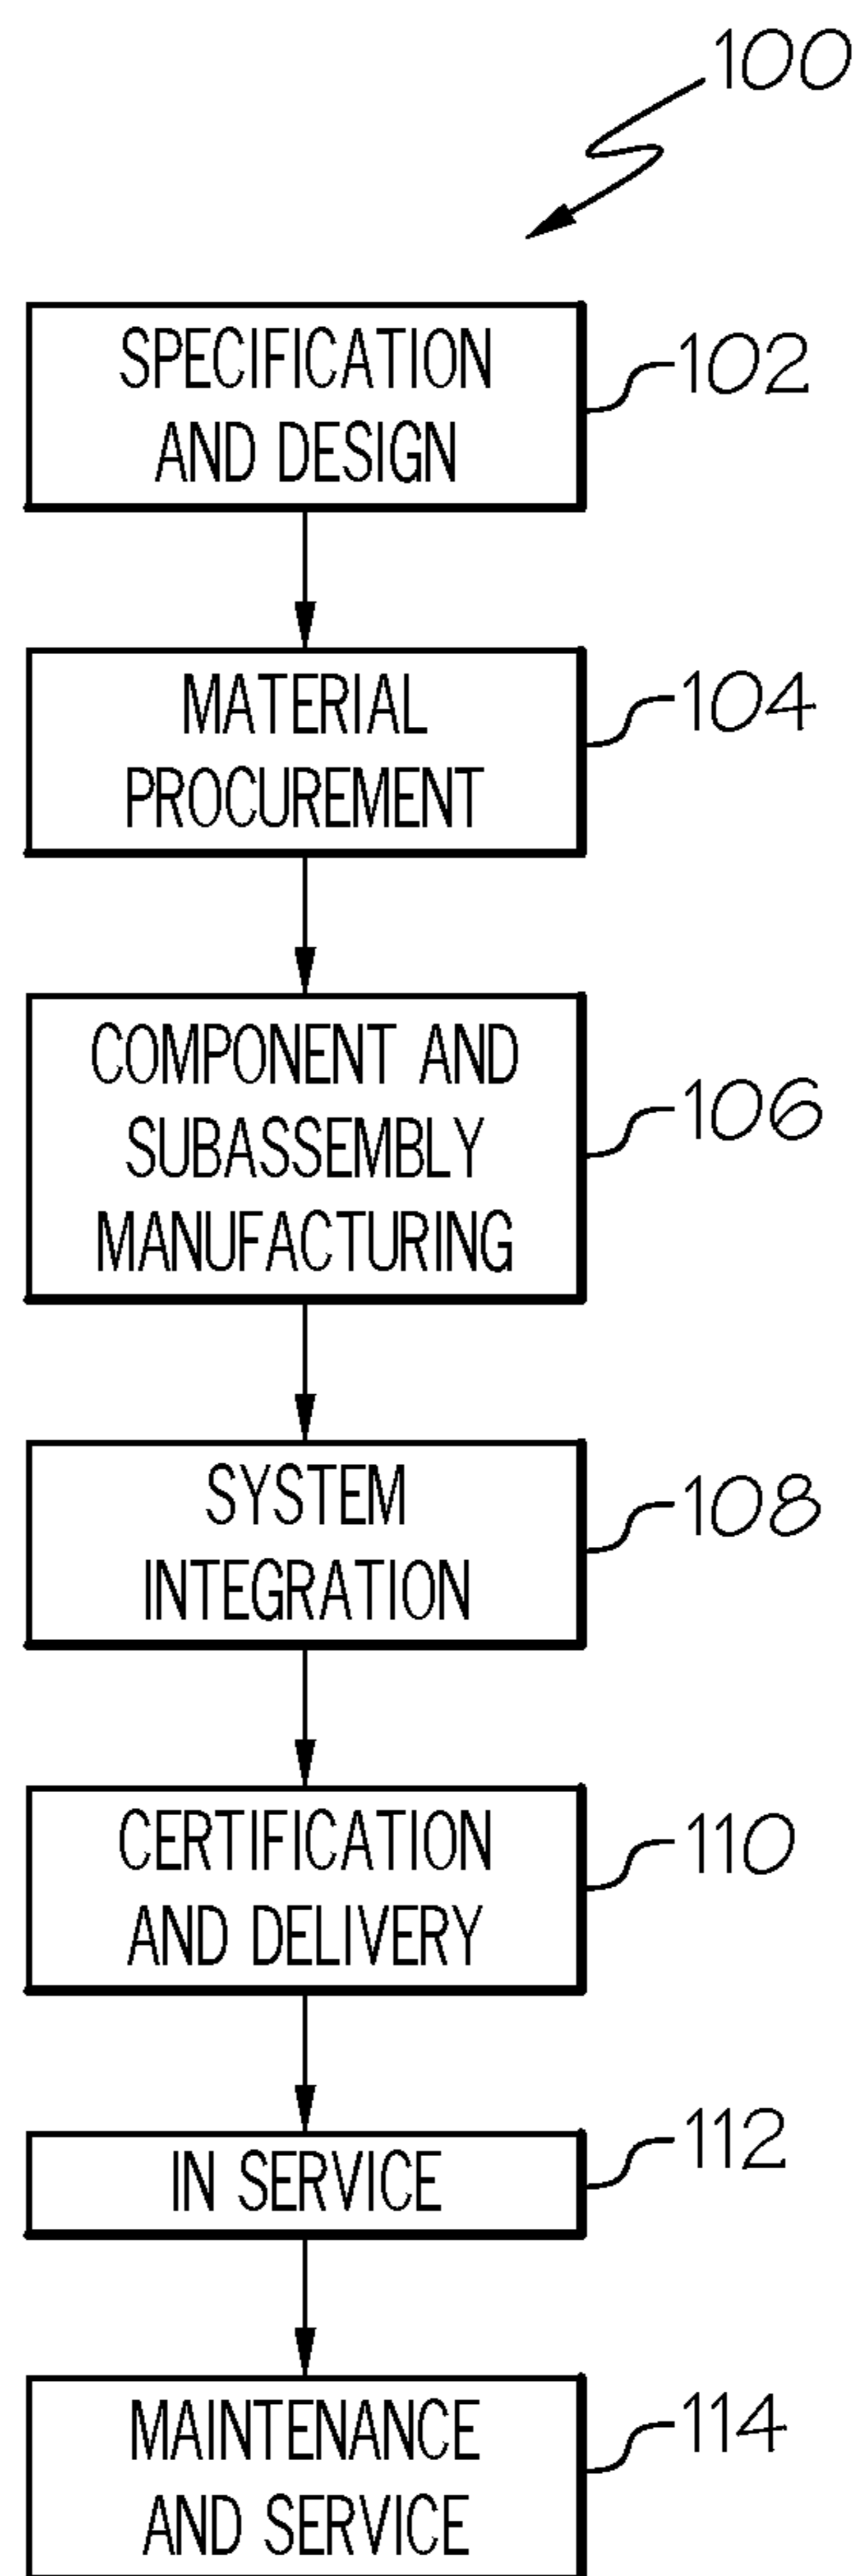 100
SPECIFICATION
AND DESIGN
102
MATERIAL
PROCUREMENT
104
COMPONENT AND
SUBASSEMBLY
MANUFACTURING
106
SYSTEM
INTEGRATION
108
CERTIFICATION
AND DELIVERY
110
IN SERVICE
112
MAINTENANCE
AND SERVICE
114